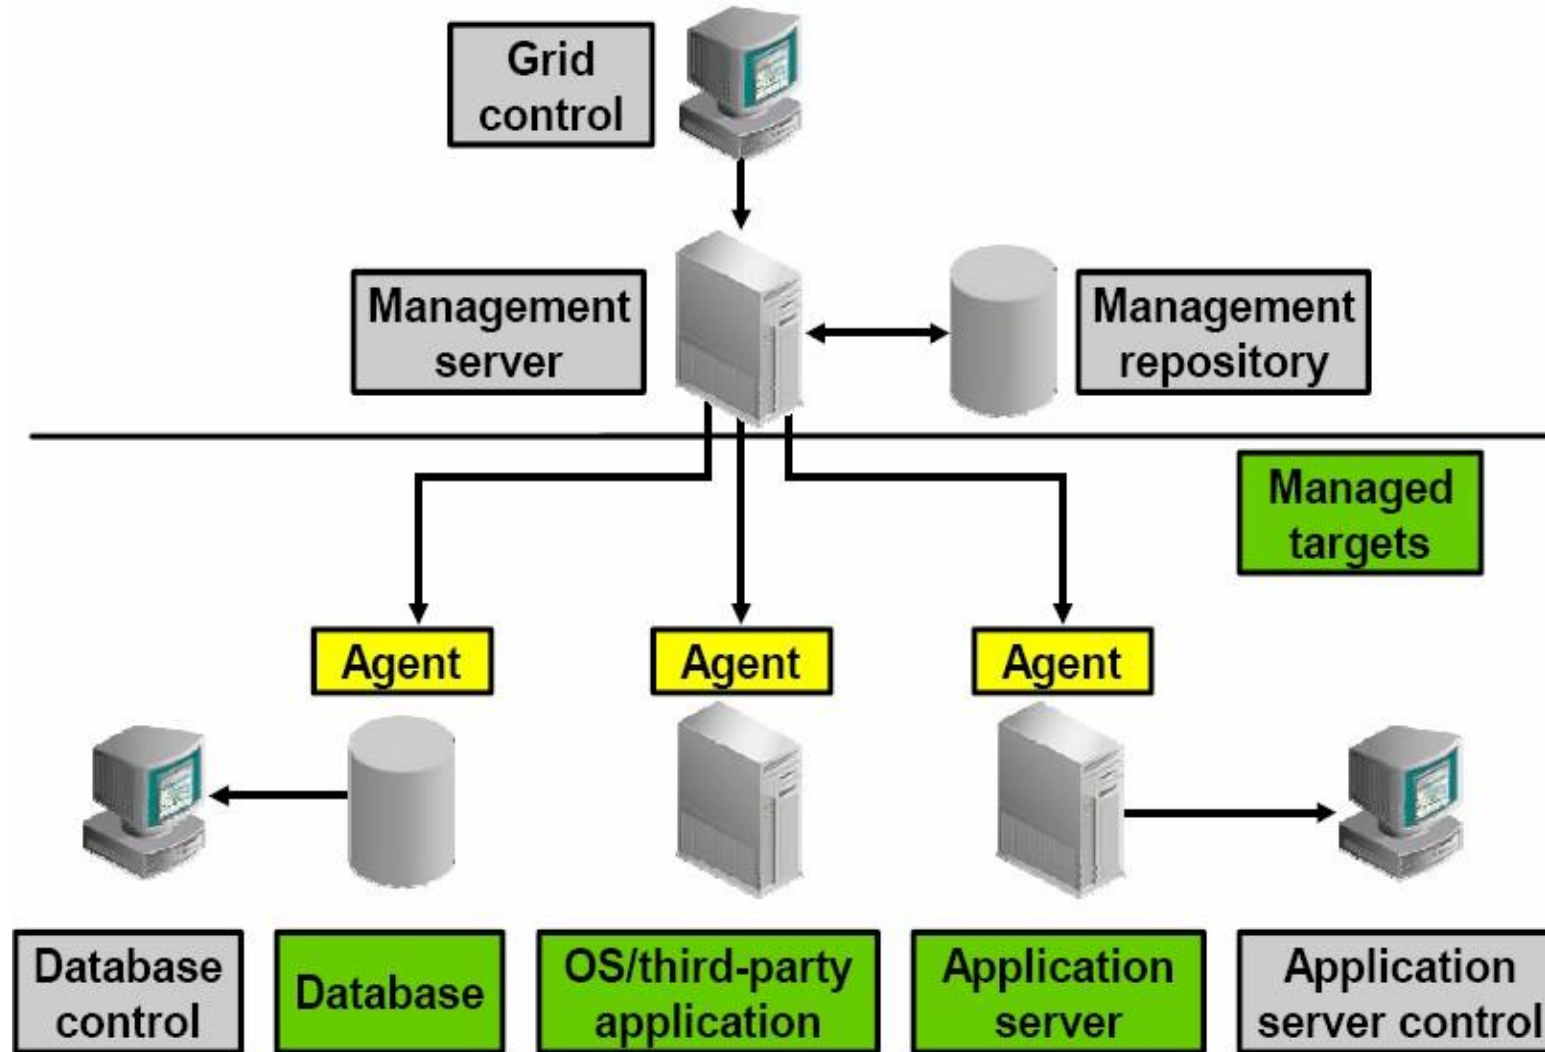 Grid
control
Management
server
Management
repository
Managed
targets
Agent
Agent
Agent
Database
control
Database
OS/third-party
application
Application
server
Application
server control